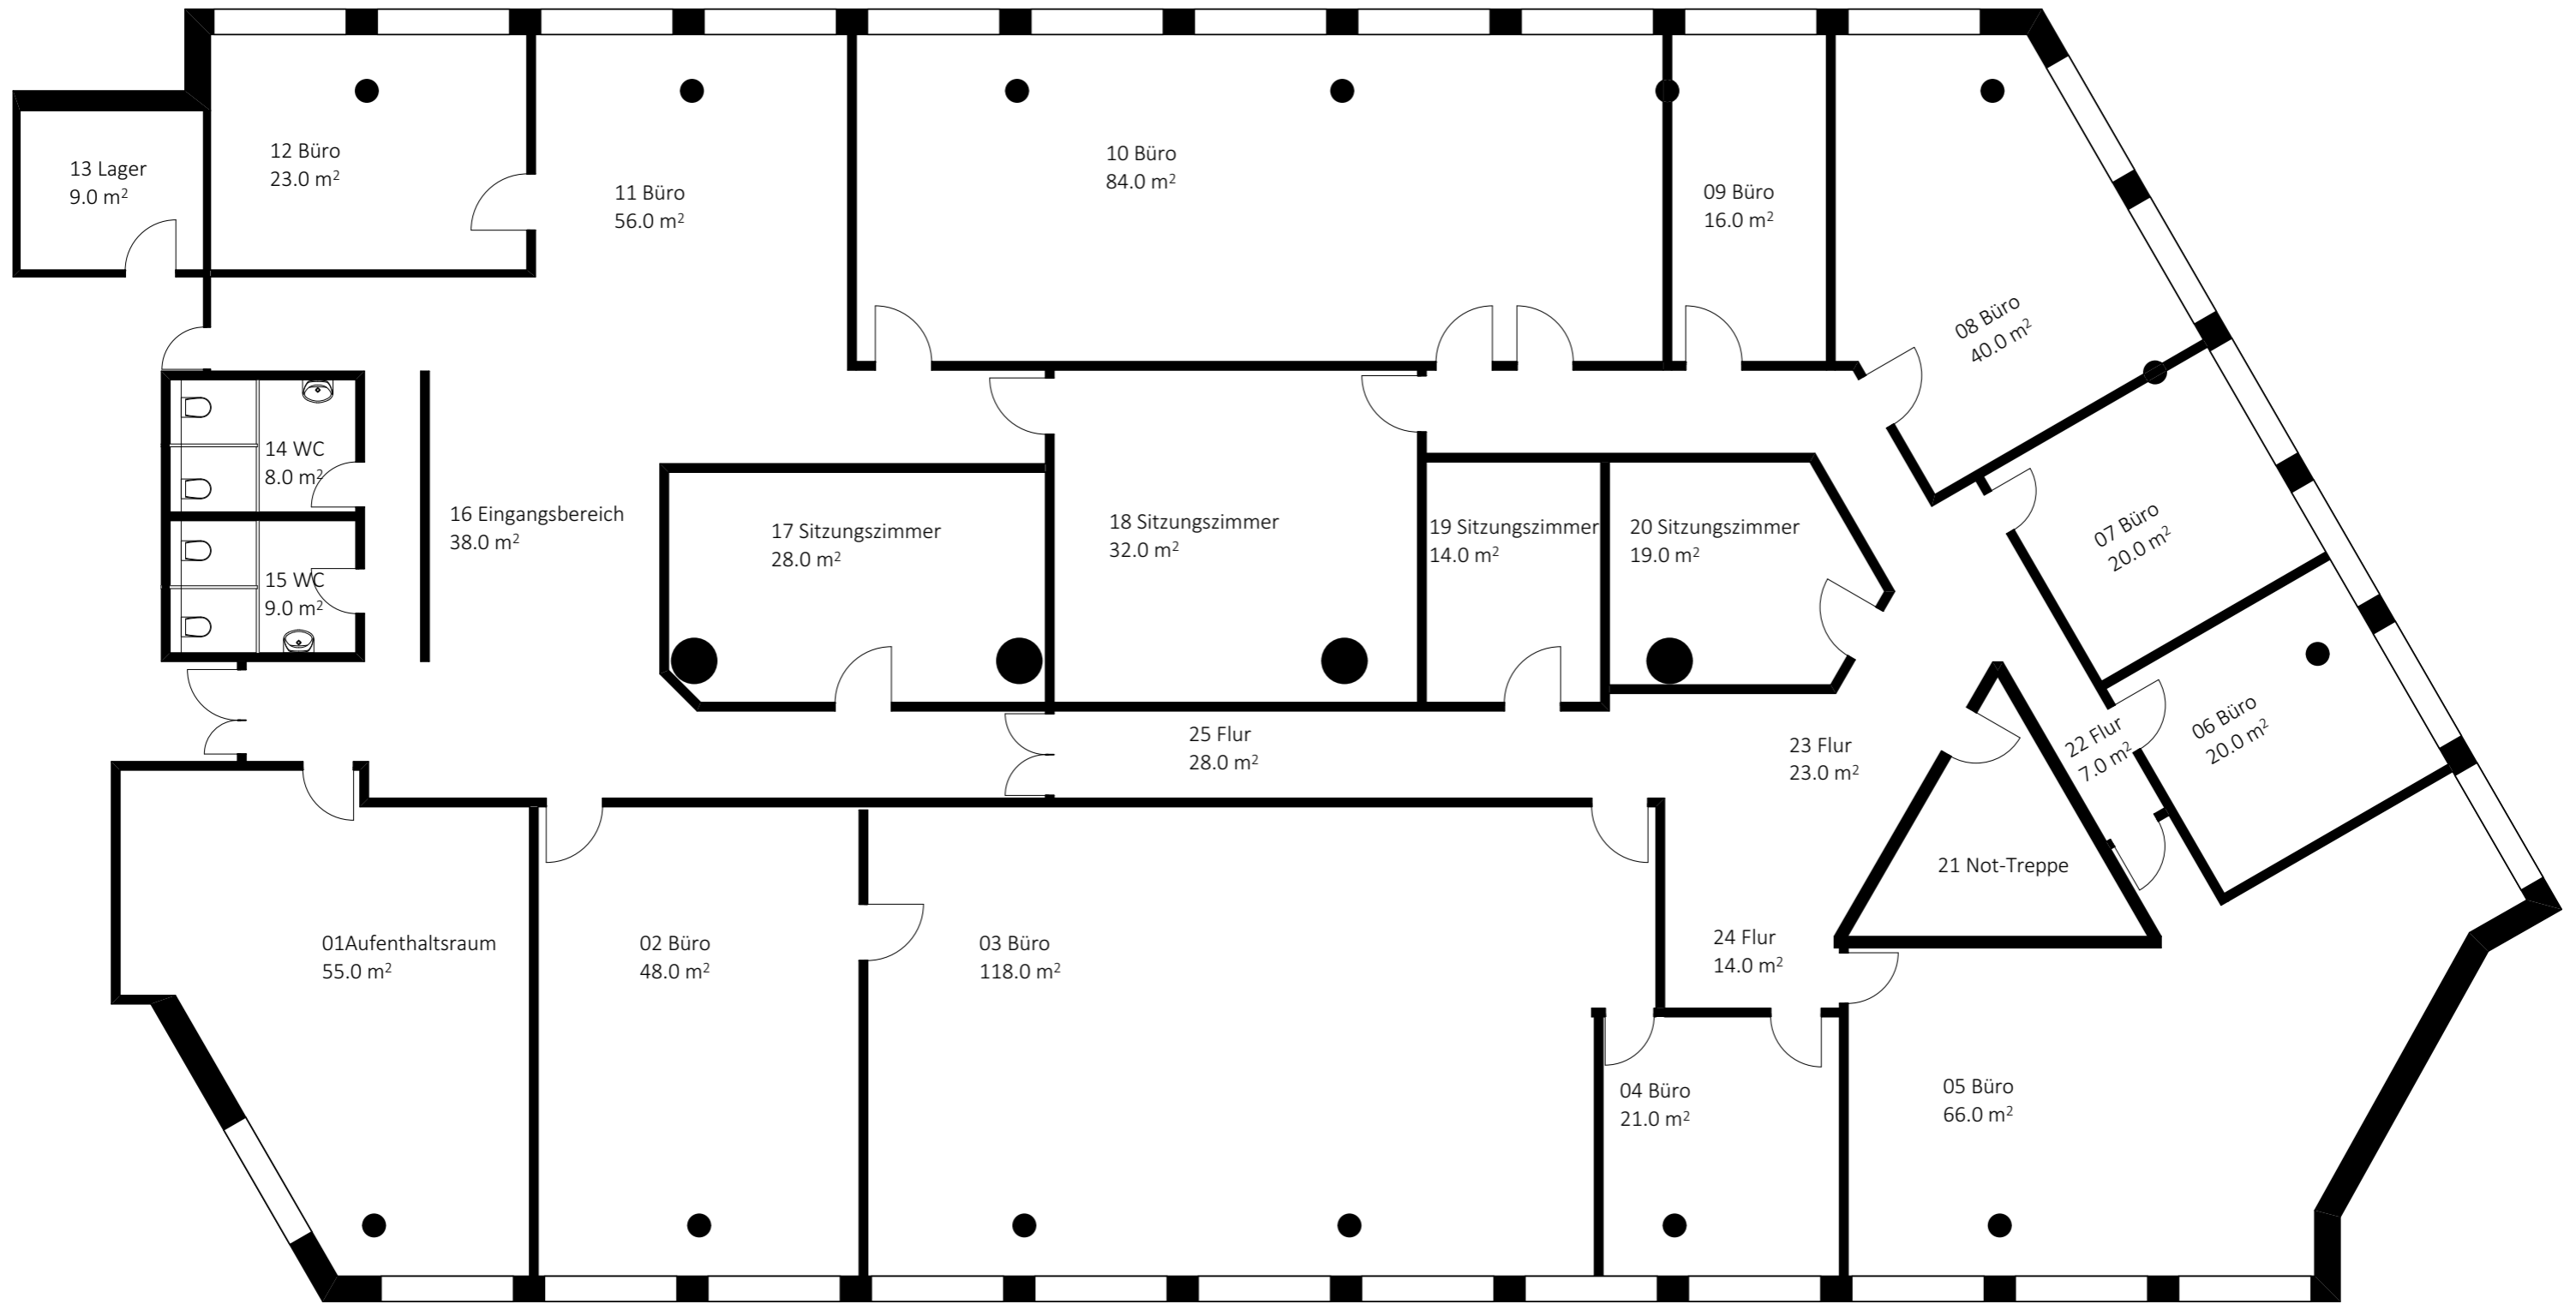 13 Lager
9.0 m²
12 Büro
23.0 m²
11 Büro
56.0 m²
10 Büro
84.0 m²
09 Büro
16.0 m²
08 Büro
40.0 m²
14 WC
8.0 m²
15 WC
9.0 m²
16 Eingangsbereich
38.0 m²
17 Sitzungszimmer
28.0 m²
18 Sitzungszimmer
32.0 m²
19 Sitzungszimmer
14.0 m²
20 Sitzungszimmer
19.0 m²
07 Büro
20.0 m²
06 Büro
20.0 m²
22 Flur
7.0 m²
25 Flur
28.0 m²
23 Flur
23.0 m²
21 Not-Treppe
01Aufenthaltsraum
55.0 m²
02 Büro
48.0 m²
03 Büro
118.0 m²
24 Flur
14.0 m²
04 Büro
21.0 m²
05 Büro
66.0 m²